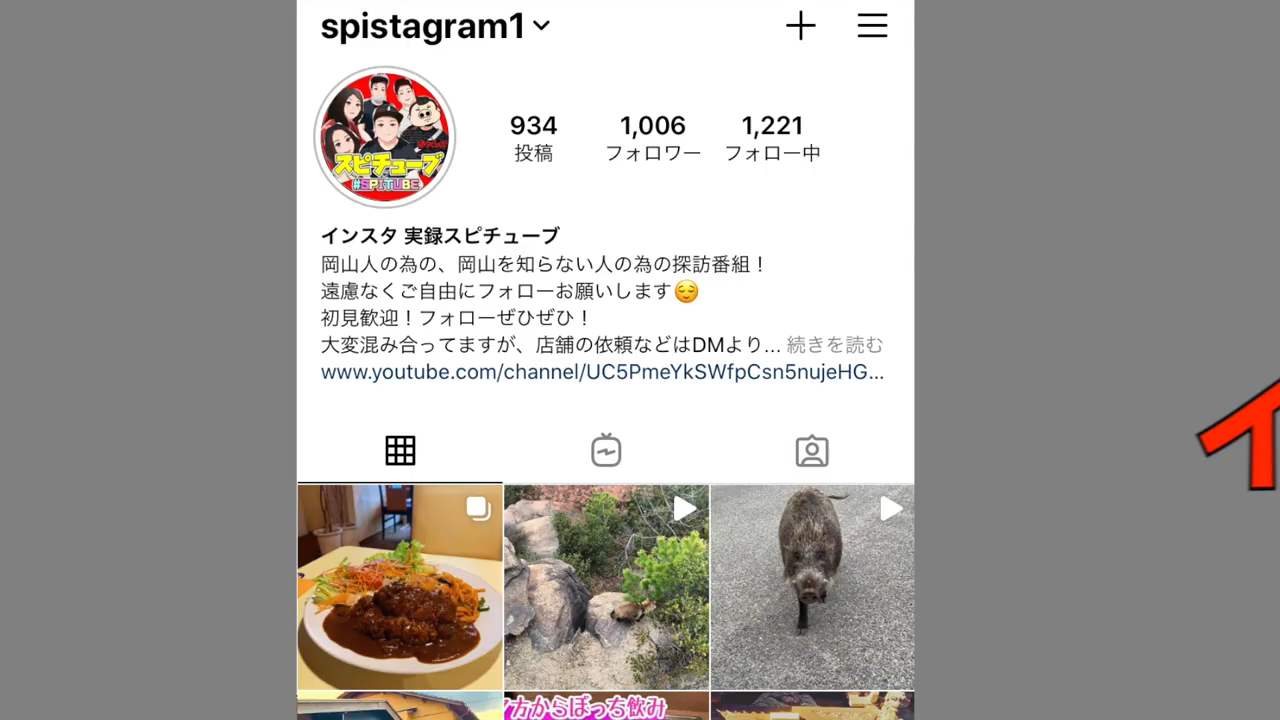 spistagram1
スピチューブ
#SPITUBE
934
投稿
1,006
フォロワー
1,221
フォロー中
インスタ 実録スピチューブ
岡山人の為の、岡山を知らない人の為の探訪番組！
遠慮なくご自由にフォローお願いします😌
初見歓迎！フォローぜひぜひ！
大変混み合ってますが、店舗の依頼などはDMより... 続きを読む
www.youtube.com/channel/UC5PmeYkSWfpCsn5nujeHG...
方からぼっち飲み
イ